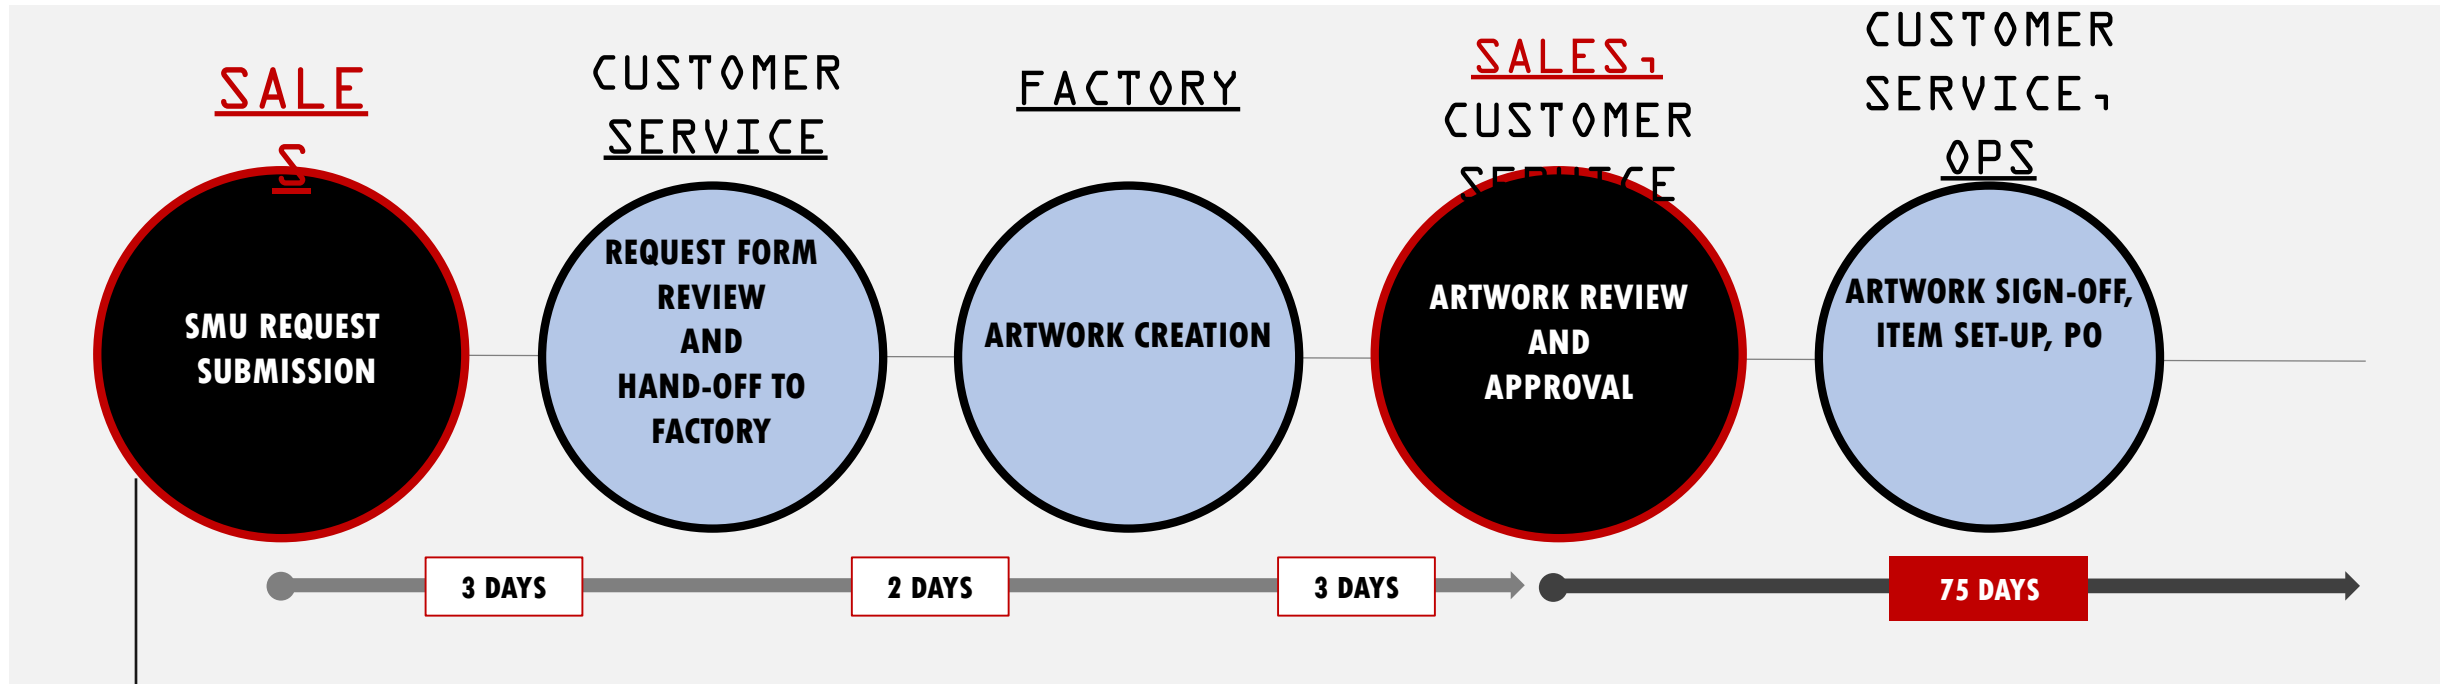 SALE
S
CUSTOMER
SERVICE
FACTORY
SALES,
CUSTOMER
SERVICE
CUSTOMER
SERVICE,
OPS
SMU REQUEST
SUBMISSION
REQUEST FORM
REVIEW
AND
HAND-OFF TO
FACTORY
ARTWORK CREATION
ARTWORK REVIEW
AND
APPROVAL
ARTWORK SIGN-OFF,
ITEM SET-UP, PO
3 DAYS
2 DAYS
3 DAYS
75 DAYS